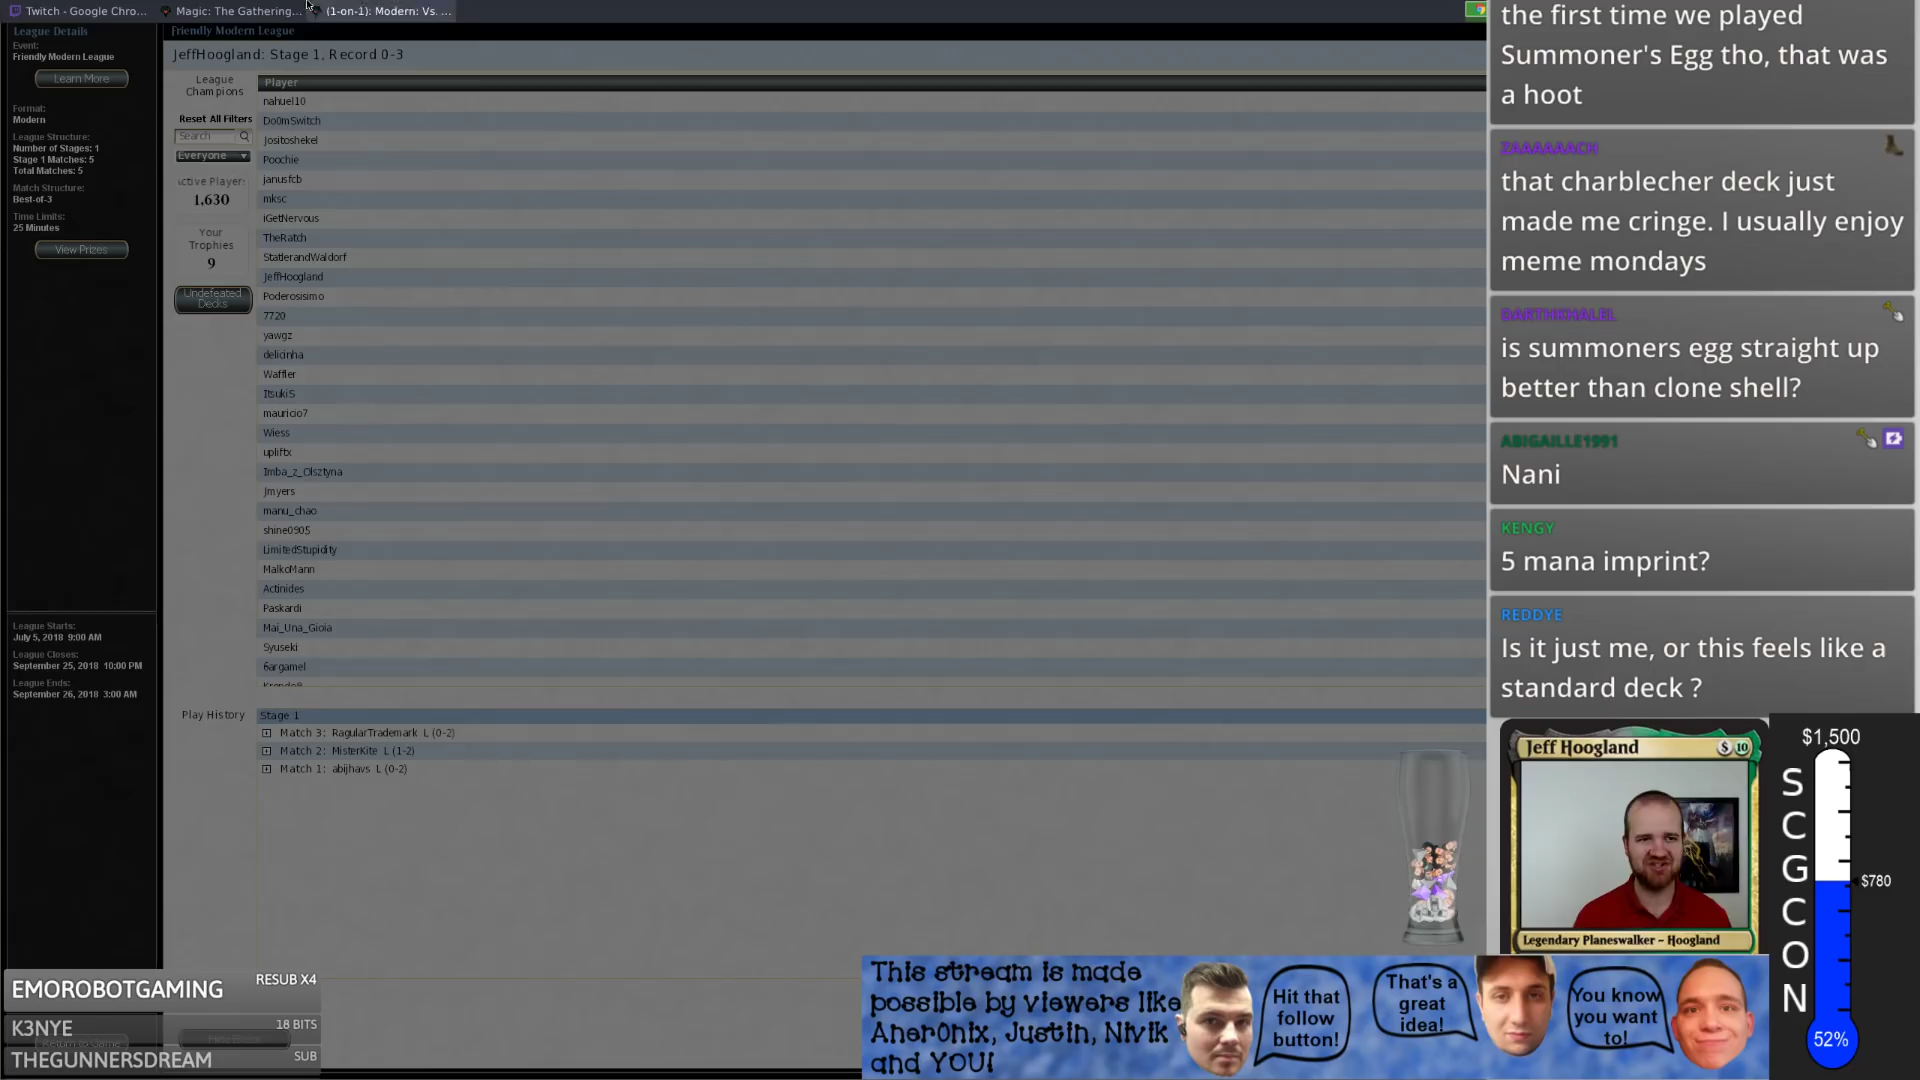 Twitch - Google Chro...
Magic: The Gathering...
(1-on-1): Modern: Vs. ...
League Details
Event:
Friendly Modern League
Learn More
Format:
Modern
League Structure:
Number of Stages: 1
Stage 1 Matches: 5
Total Matches: 5
Match Structure:
Best-of-3
Time Limits:
25 Minutes
View Prizes
League Starts:
July 5, 2018 9:00 AM
League Closes:
September 25, 2018 10:00 PM
League Ends:
September 26, 2018 3:00 AM
Friendly Modern League
JeffHoogland: Stage 1, Record 0-3
League
Champions
Reset All Filters
Search
Everyone
Active Player:
1,630
Your
Trophies
9
Undefeated
Decks
Player
nahuel10
Do0mSwitch
Jositoshekel
Poochie
janusfcb
mksc
iGetNervous
TheRatch
StatlerandWaldorf
JeffHoogland
Poderosisimo
7720
yawgz
delicinha
Waffler
ItsukiS
mauricio7
Wiess
upliftx
Imba_z_Olsztyna
Jmyers
manu_chao
shine0905
LimitedStupidity
MalkoMann
Actinides
Paskardi
Mai_Una_Gioia
Syuseki
6argamel
Play History
Stage 1
Match 3: RagularTrademark L (0-2)
Match 2: MisterKite L (1-2)
Match 1: abijhavs L (0-2)
the first time we played
Summoner's Egg tho, that was
a hoot
ZAAAAAACH
that charblecher deck just
made me cringe. I usually enjoy
meme mondays
DARTHKHALEL
is summoners egg straight up
better than clone shell?
ABIGAILLE1991
Nani
KENGY
5 mana imprint?
REDDYE
Is it just me, or this feels like a
standard deck ?
Jeff Hoogland
$ 10
Legendary Planeswalker – Hoogland
$1,500
SCGCON
$780
52%
EMOROBOTGAMING RESUB X4
K3NYE 18 BITS
THEGUNNERSDREAM SUB
This stream is made
possible by viewers like
Aner0nix, Justin, Nivik
and YOU!
Hit that
follow
button!
That's a
great
idea!
You know
you want
to!